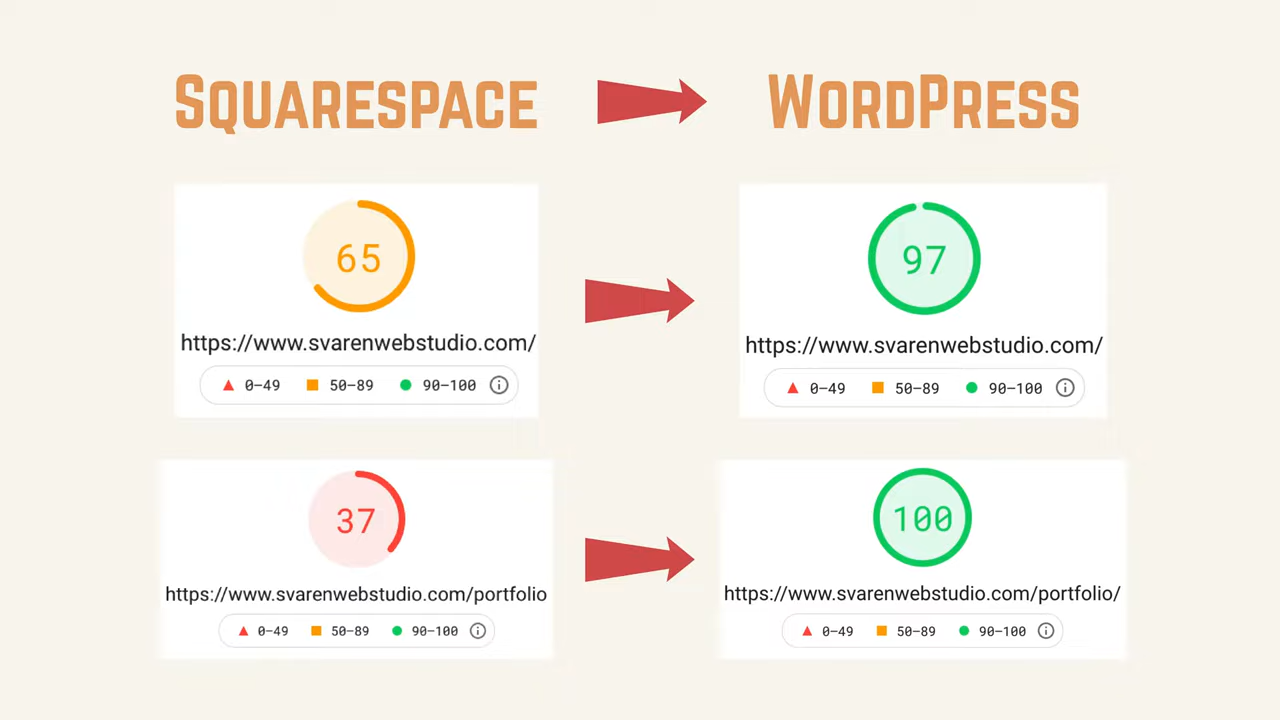 Squarespace
WordPress
65
https://www.svarenwebstudio.com/
0–49 50–89 90–100
97
https://www.svarenwebstudio.com/
0–49 50–89 90–100
37
https://www.svarenwebstudio.com/portfolio
0–49 50–89 90–100
100
https://www.svarenwebstudio.com/portfolio/
0–49 50–89 90–100